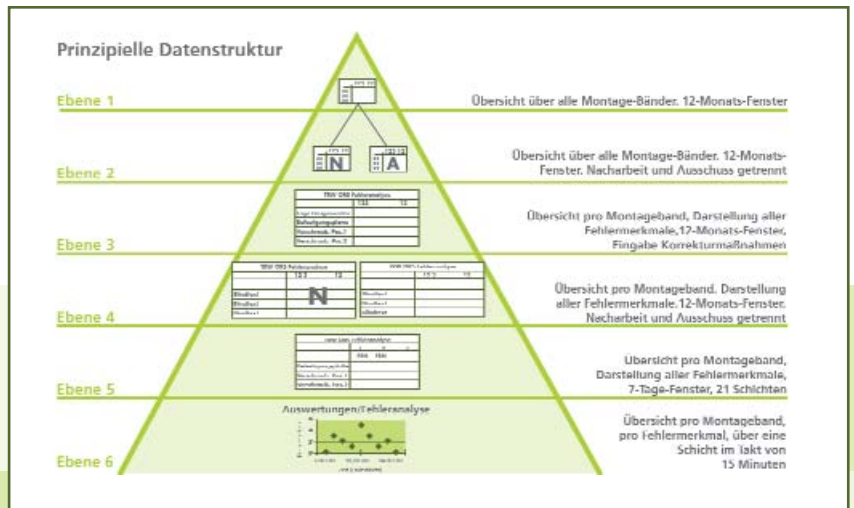 Prinzipielle Datenstruktur
Ebene 1
Übersicht über alle Montage-Bänder. 12-Monats-Fenster
Ebene 2
N
A
Übersicht über alle Montage-Bänder. 12-Monats-
Fenster. Nacharbeit und Ausschuss getrennt
Ebene 3
Fehleranalyse
12
Übersicht pro Montageband, Darstellung aller
Fehlermerkmale,12-Monats-Fenster,
Eingabe Korrekturmaßnahmen
Ebene 4
Fehleranalyse
N
Übersicht pro Montageband. Darstellung
aller Fehlermerkmale.12-Monats-Fenster.
Nacharbeit und Ausschuss getrennt
Ebene 5
Übersicht pro Montageband,
Darstellung aller Fehlermerkmale,
7-Tage-Fenster, 21 Schichten
Ebene 6
Auswertungen/Fehleranalyse
Übersicht pro Montageband,
pro Fehlermerkmal, über eine
Schicht im Takt von
15 Minuten